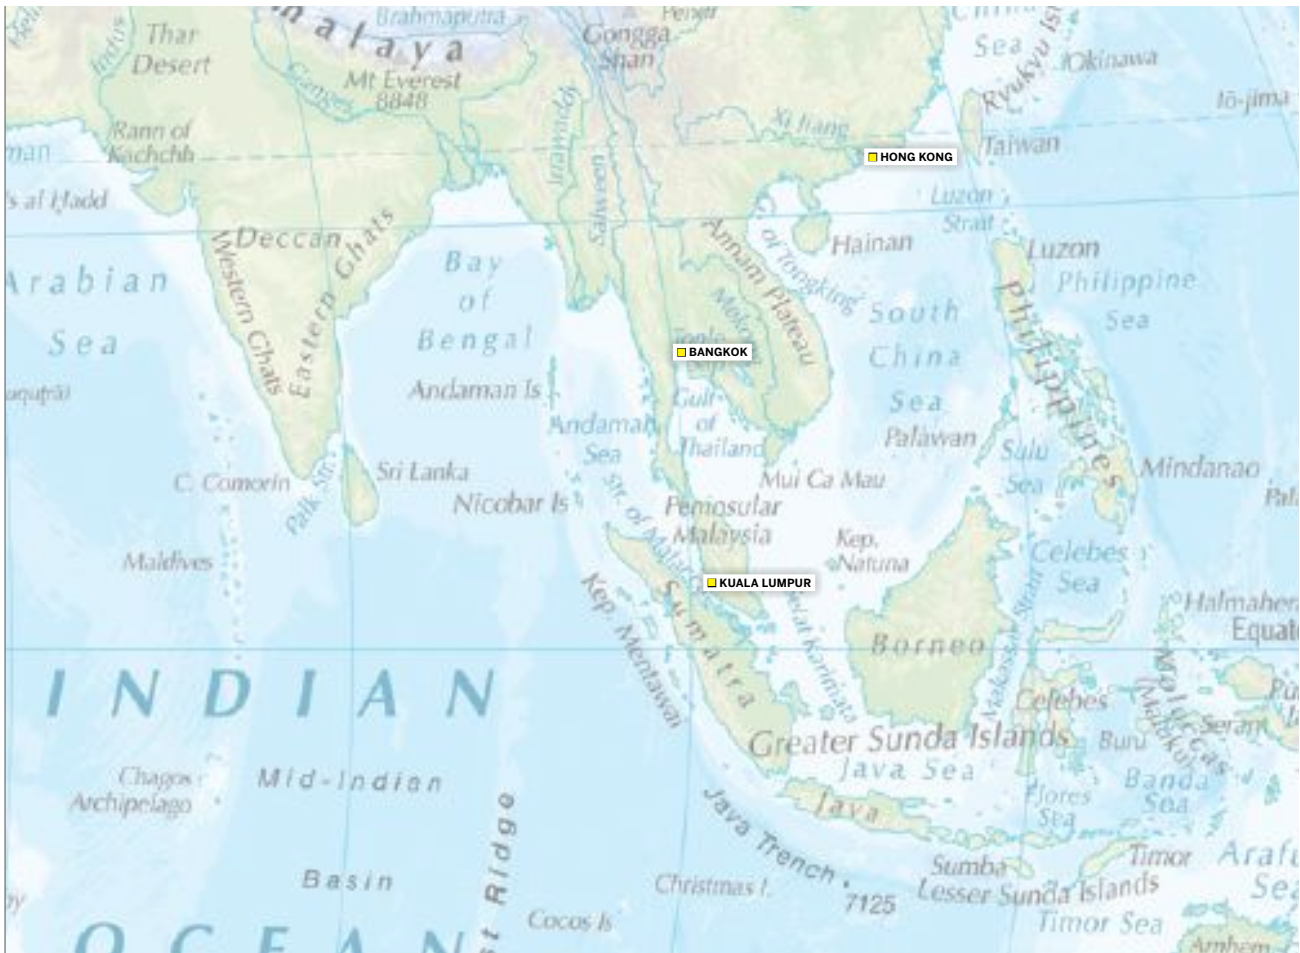 Brahmaputra
China
Thar
Desert
Indus
malaya
Gongga
Shan
Sea
Ryukyu Is
Okinawa
Mt Everest
8848
Ganges
Iō-jima
Rann of
Kachchh
Irrawaddy
Xi Jiang
Taiwan
HONG KONG
Salween
Luzon
Strait
Deccan
Western Ghats
Eastern Ghats
Annam Plateau
of Tongking
Hainan
Luzon
Arabian
Sea
Bay
of
Bengal
Mekong
South
China
Sea
Philippines
Philippine
Sea
BANGKOK
Andaman Is
Andaman
Sea
Gulf
of
Thailand
Palawan
Sulu
Sea
Mindanao
C. Comorin
Palk Str.
Sri Lanka
Nicobar Is
Mui Ca Mau
Str. of
Peninsular
Malaysia
Maldives
Kep.
Natuna
Celebes
Sea
KUALA LUMPUR
Kep. Mentawai
Sumatra
Karimata
Borneo
Makassar Strait
Halmahera
INDIAN
Celebes
Moluccas
(Maluku)
Buru
Seram
Greater Sunda Islands
Java Sea
Chagos
Archipelago
Mid-Indian
Flores
Sea
Banda
Sea
Java
Java Trench
Basin
Ridge
Christmas I.
7125
Sumba
Timor
Lesser Sunda Islands
Sea
Cocos Is
Timor Sea
OCEAN
Arnhem